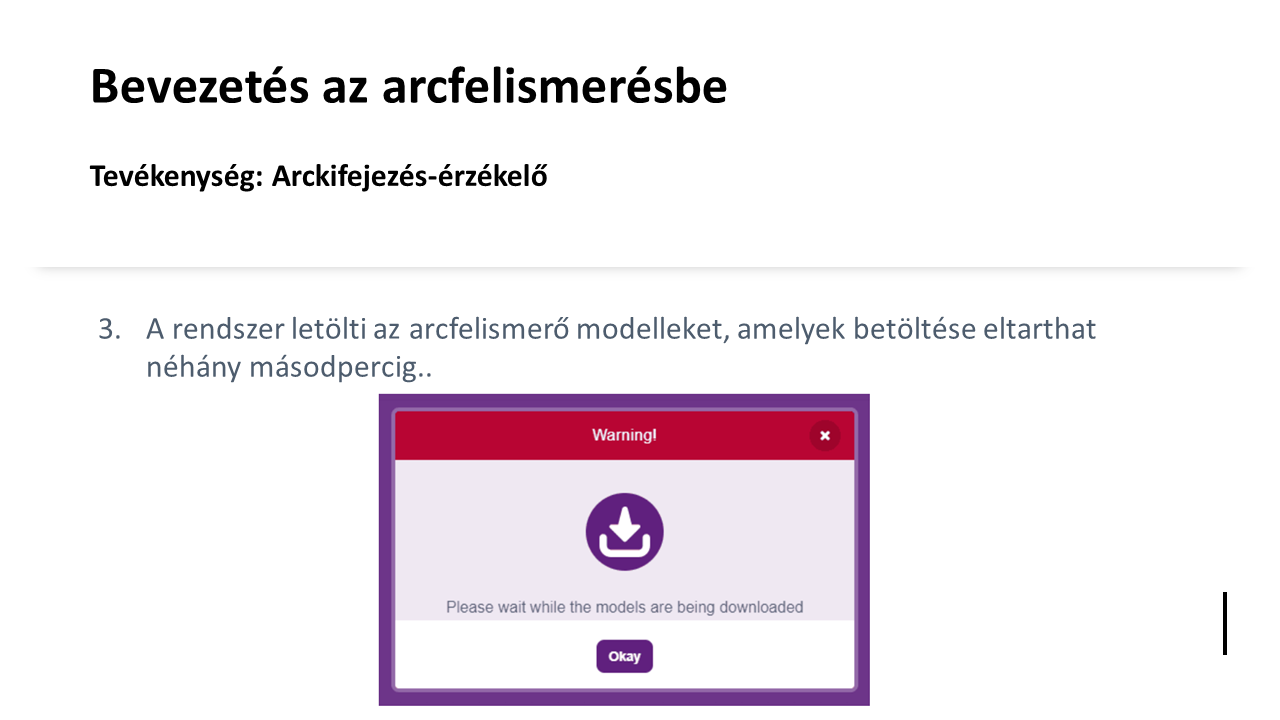 Bevezetés az arcfelismerésbe
Tevékenység: Arckifejezés-érzékelő
3. A rendszer letölti az arcfelismerő modelleket, amelyek betöltése eltarthat
néhány másodpercig..
Warning!
Please wait while the models are being downloaded
Okay